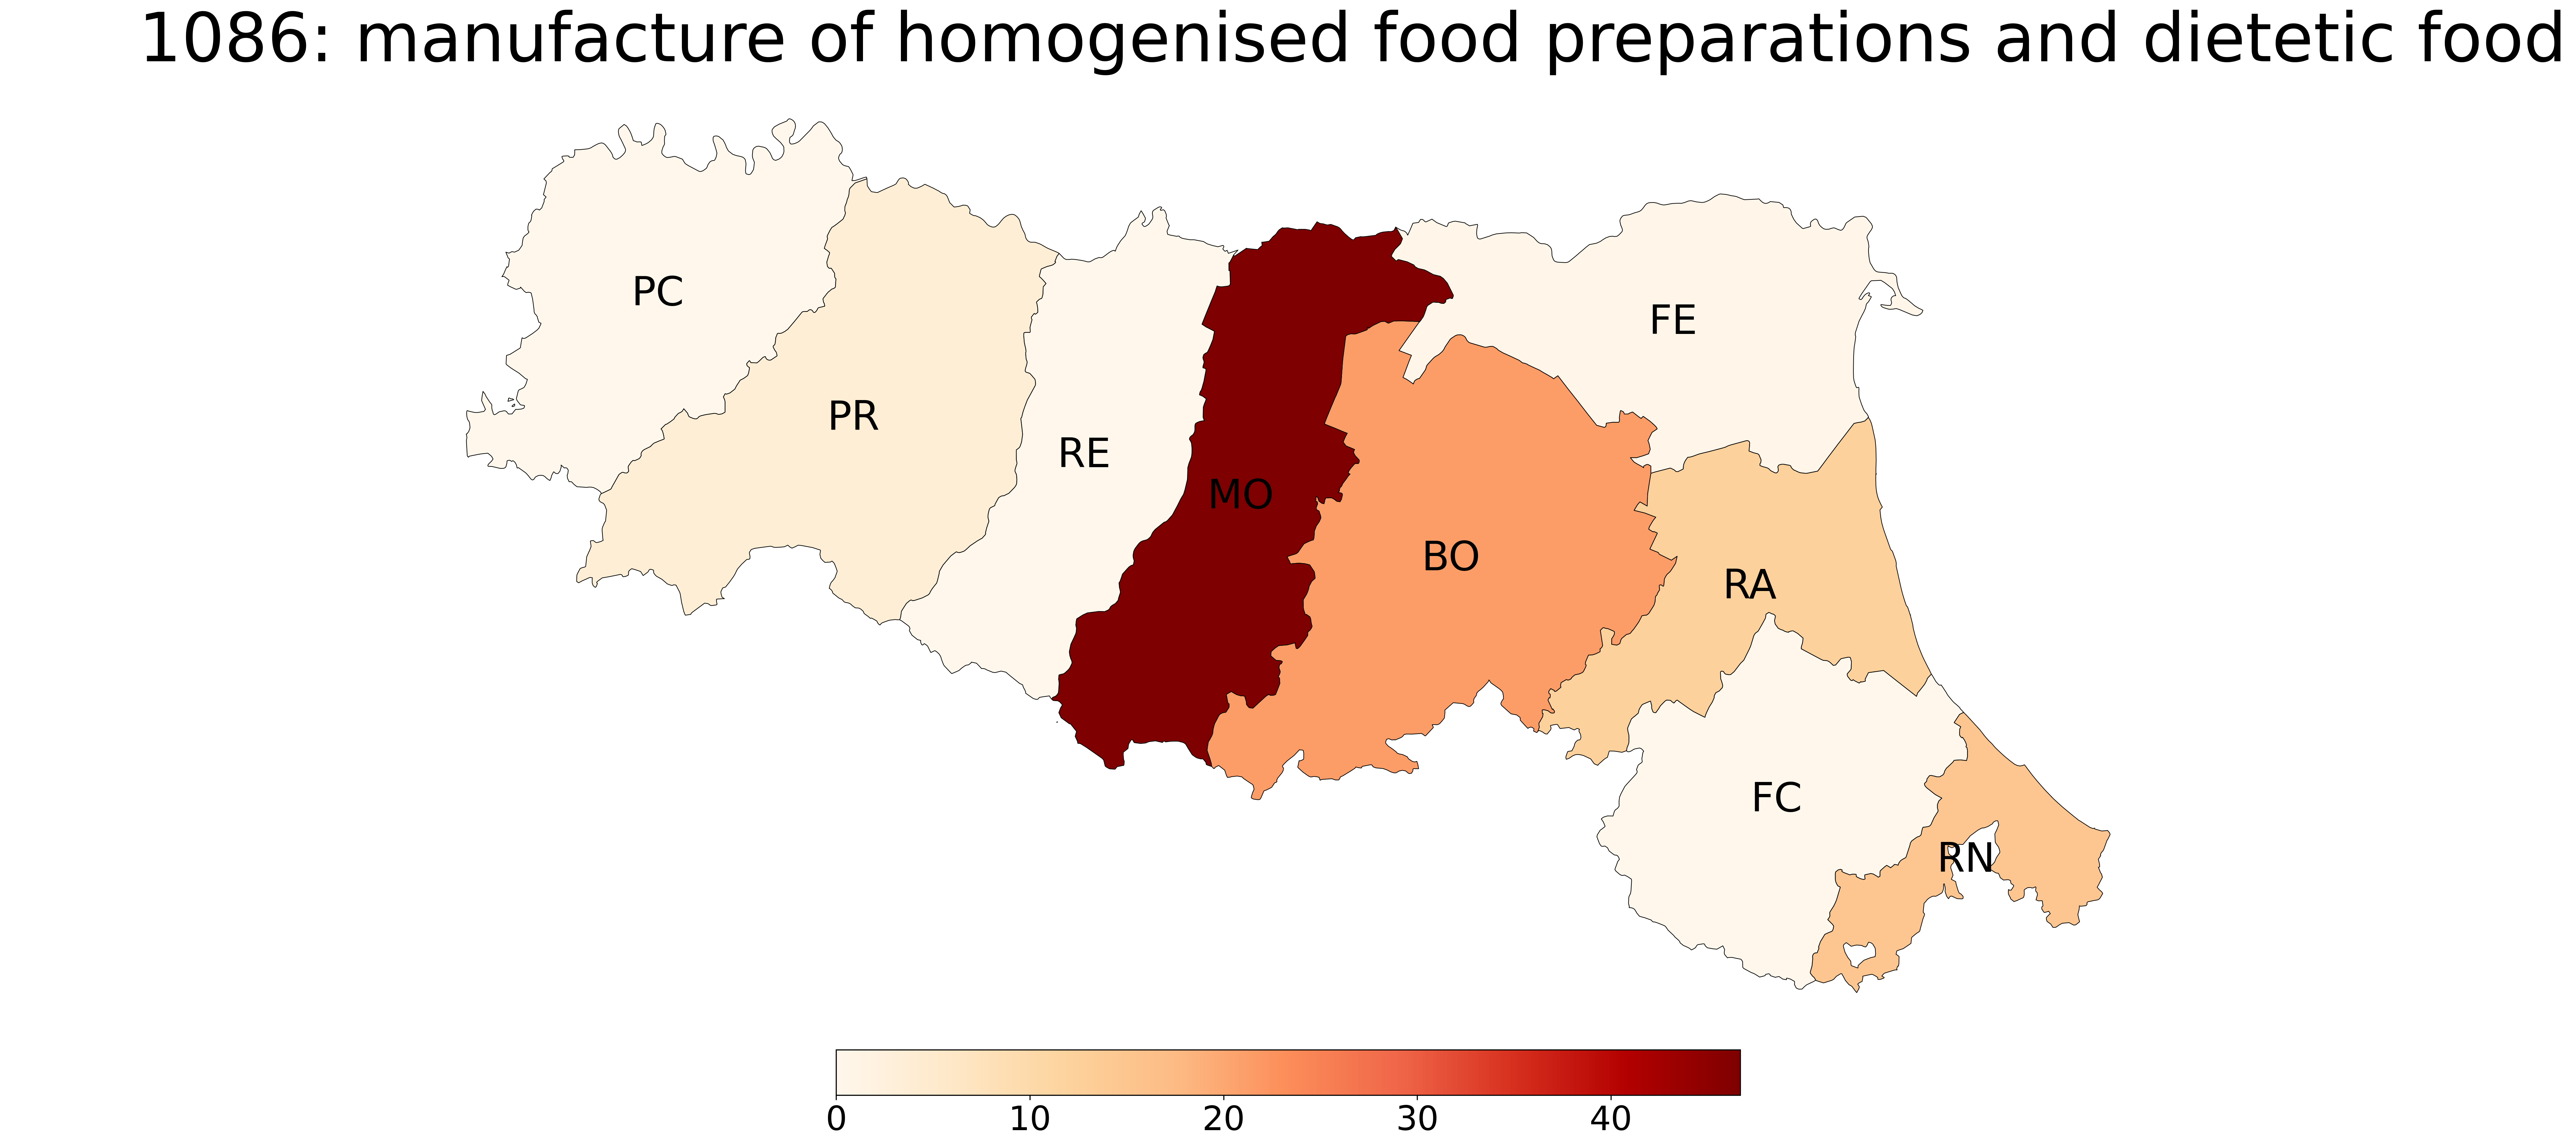 1086: manufacture of homogenised food preparations and dietetic food
PC
FE
PR
RE
MO
BO
RA
FC
RN
0 10 20 30 40